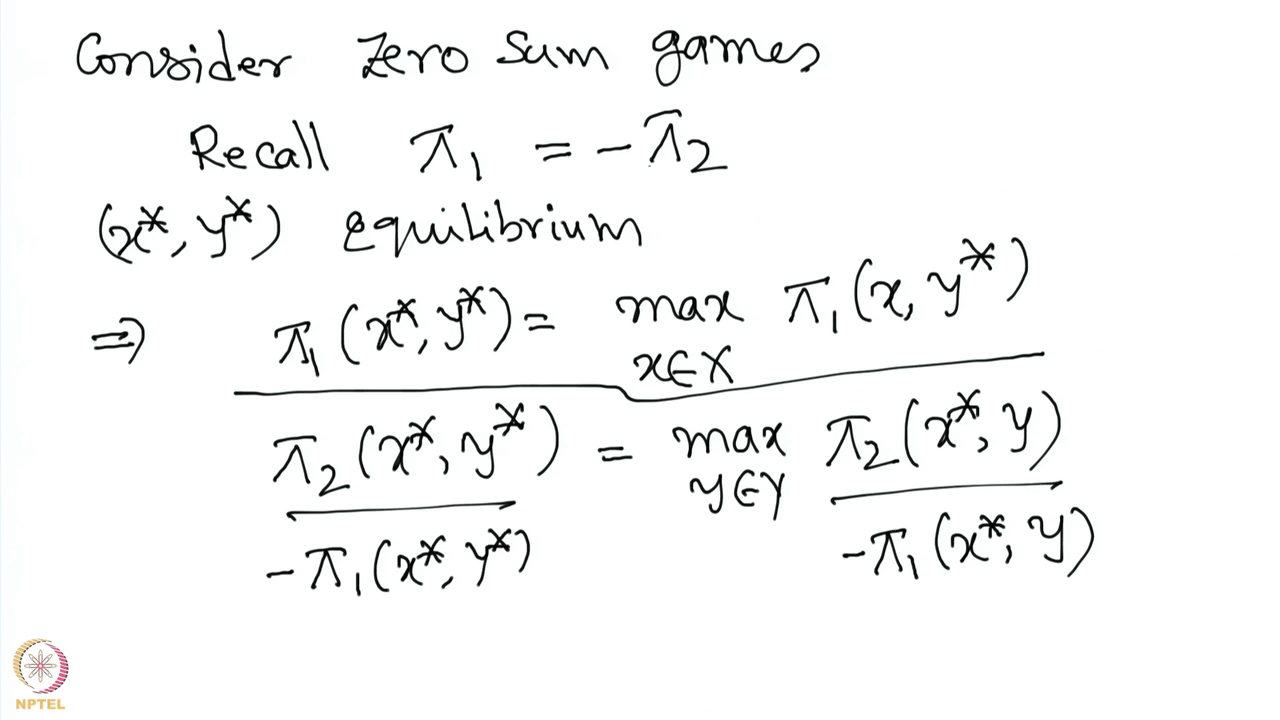 Consider zero sum games
Recall π₁ = -π₂
(x*, y*) equilibrium
⇒ π₁(x*, y*) = max π₁(x, y*)
x∈X
π₂(x*, y*) = max π₂(x*, y)
y∈Y
-π₁(x*, y*) -π₁(x*, y)
NPTEL